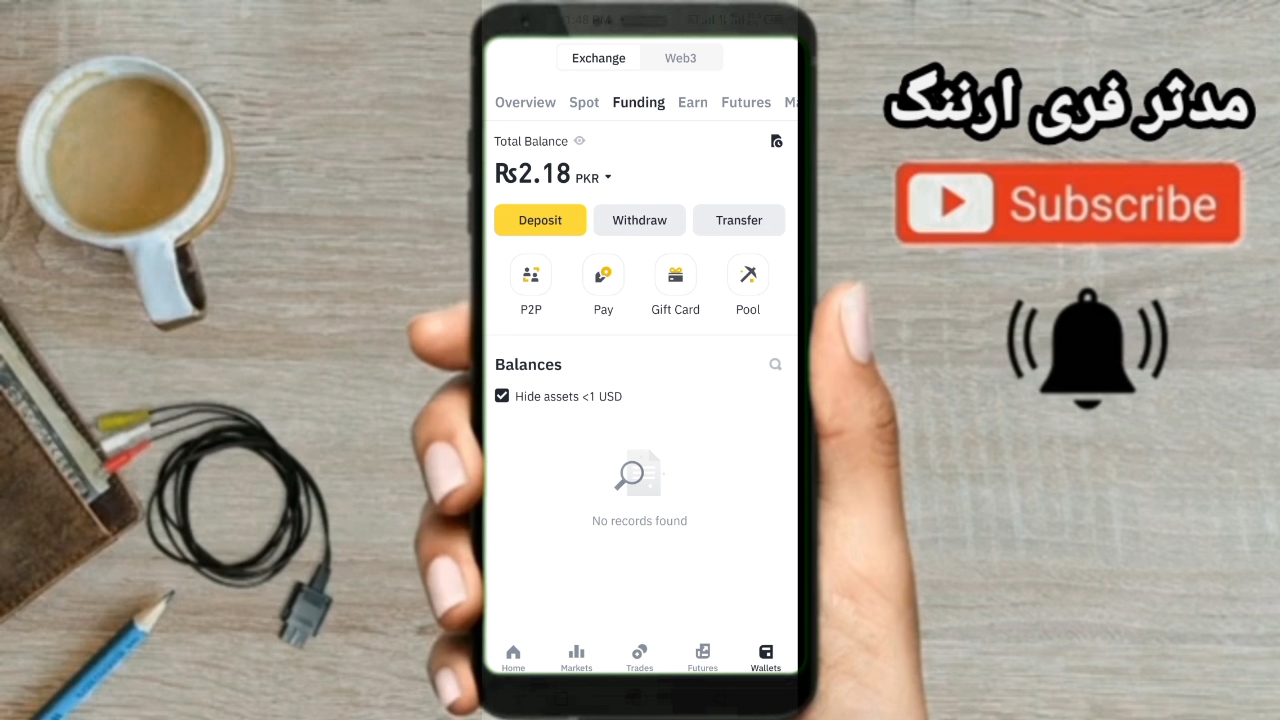 Exchange Web3
Overview Spot Funding Earn Futures
Total Balance
₨2.18 PKR
Deposit Withdraw Transfer
P2P Pay Gift Card Pool
Balances
Hide assets <1 USD
No records found
Home Markets Trades Futures Wallets
مدثر فری ارننگ
Subscribe